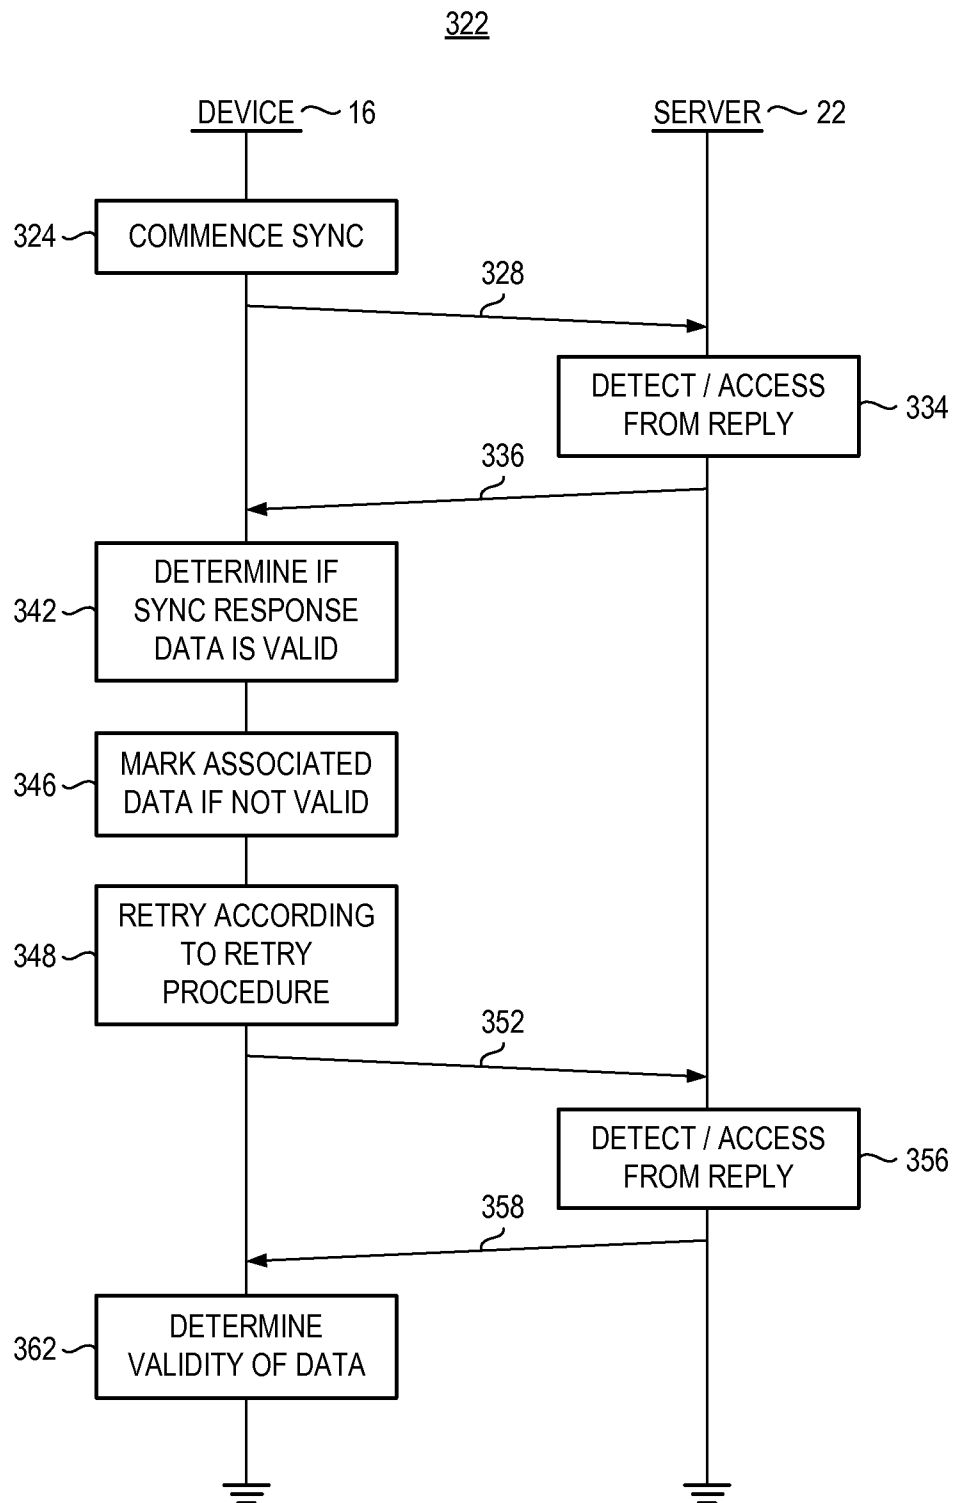 322
DEVICE 16
SERVER 22
324
COMMENCE SYNC
328
DETECT / ACCESS
FROM REPLY
334
336
DETERMINE IF
SYNC RESPONSE
DATA IS VALID
342
MARK ASSOCIATED
DATA IF NOT VALID
346
RETRY ACCORDING
TO RETRY
PROCEDURE
348
352
DETECT / ACCESS
FROM REPLY
356
358
DETERMINE
VALIDITY OF DATA
362